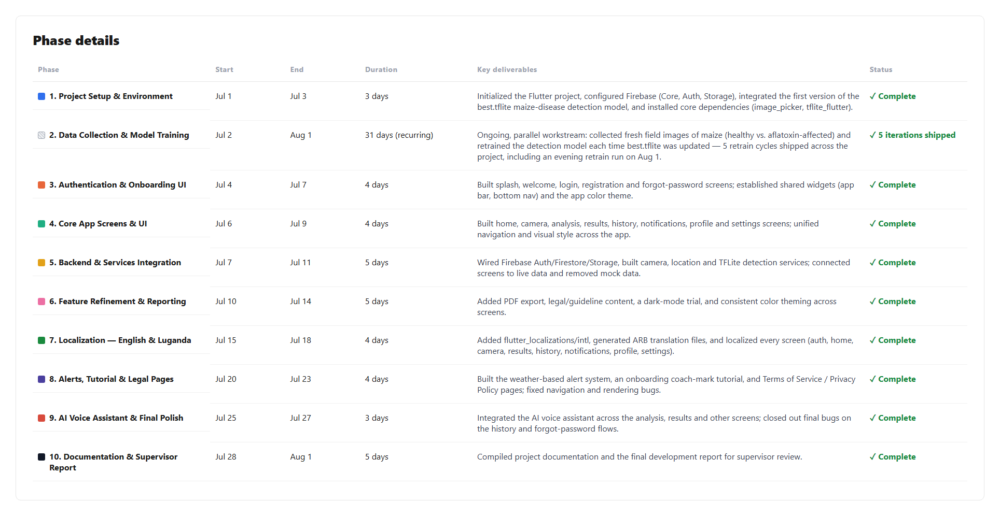 Phase details
Phase Start End Duration Key deliverables Status
1. Project Setup & Environment Jul 1 Jul 3 3 days Initialized the Flutter project, configured Firebase (Core, Auth, Storage), integrated the first version of the ✓ Complete
best.tflite maize-disease detection model, and installed core dependencies (image_picker, tflite_flutter).
2. Data Collection & Model Training Jul 2 Aug 1 31 days (recurring) Ongoing, parallel workstream: collected fresh field images of maize (healthy vs. aflatoxin-affected) and ✓ 5 iterations shipped
retrained the detection model each time best.tflite was updated — 5 retrain cycles shipped across the
project, including an evening retrain run on Aug 1.
3. Authentication & Onboarding UI Jul 4 Jul 7 4 days Built splash, welcome, login, registration and forgot-password screens; established shared widgets (app ✓ Complete
bar, bottom nav) and the app color theme.
4. Core App Screens & UI Jul 6 Jul 9 4 days Built home, camera, analysis, results, history, notifications, profile and settings screens; unified ✓ Complete
navigation and visual style across the app.
5. Backend & Services Integration Jul 7 Jul 11 5 days Wired Firebase Auth/Firestore/Storage, built camera, location and TFLite detection services; connected ✓ Complete
screens to live data and removed mock data.
6. Feature Refinement & Reporting Jul 10 Jul 14 5 days Added PDF export, legal/guideline content, a dark-mode trial, and consistent color theming across ✓ Complete
screens.
7. Localization — English & Luganda Jul 15 Jul 18 4 days Added flutter_localizations/intl, generated ARB translation files, and localized every screen (auth, home, ✓ Complete
camera, results, history, notifications, profile, settings).
8. Alerts, Tutorial & Legal Pages Jul 20 Jul 23 4 days Built the weather-based alert system, an onboarding coach-mark tutorial, and Terms of Service / Privacy ✓ Complete
Policy pages; fixed navigation and rendering bugs.
9. AI Voice Assistant & Final Polish Jul 25 Jul 27 3 days Integrated the AI voice assistant across the analysis, results and other screens; closed out final bugs on ✓ Complete
the history and forgot-password flows.
10. Documentation & Supervisor Jul 28 Aug 1 5 days Compiled project documentation and the final development report for supervisor review. ✓ Complete
Report